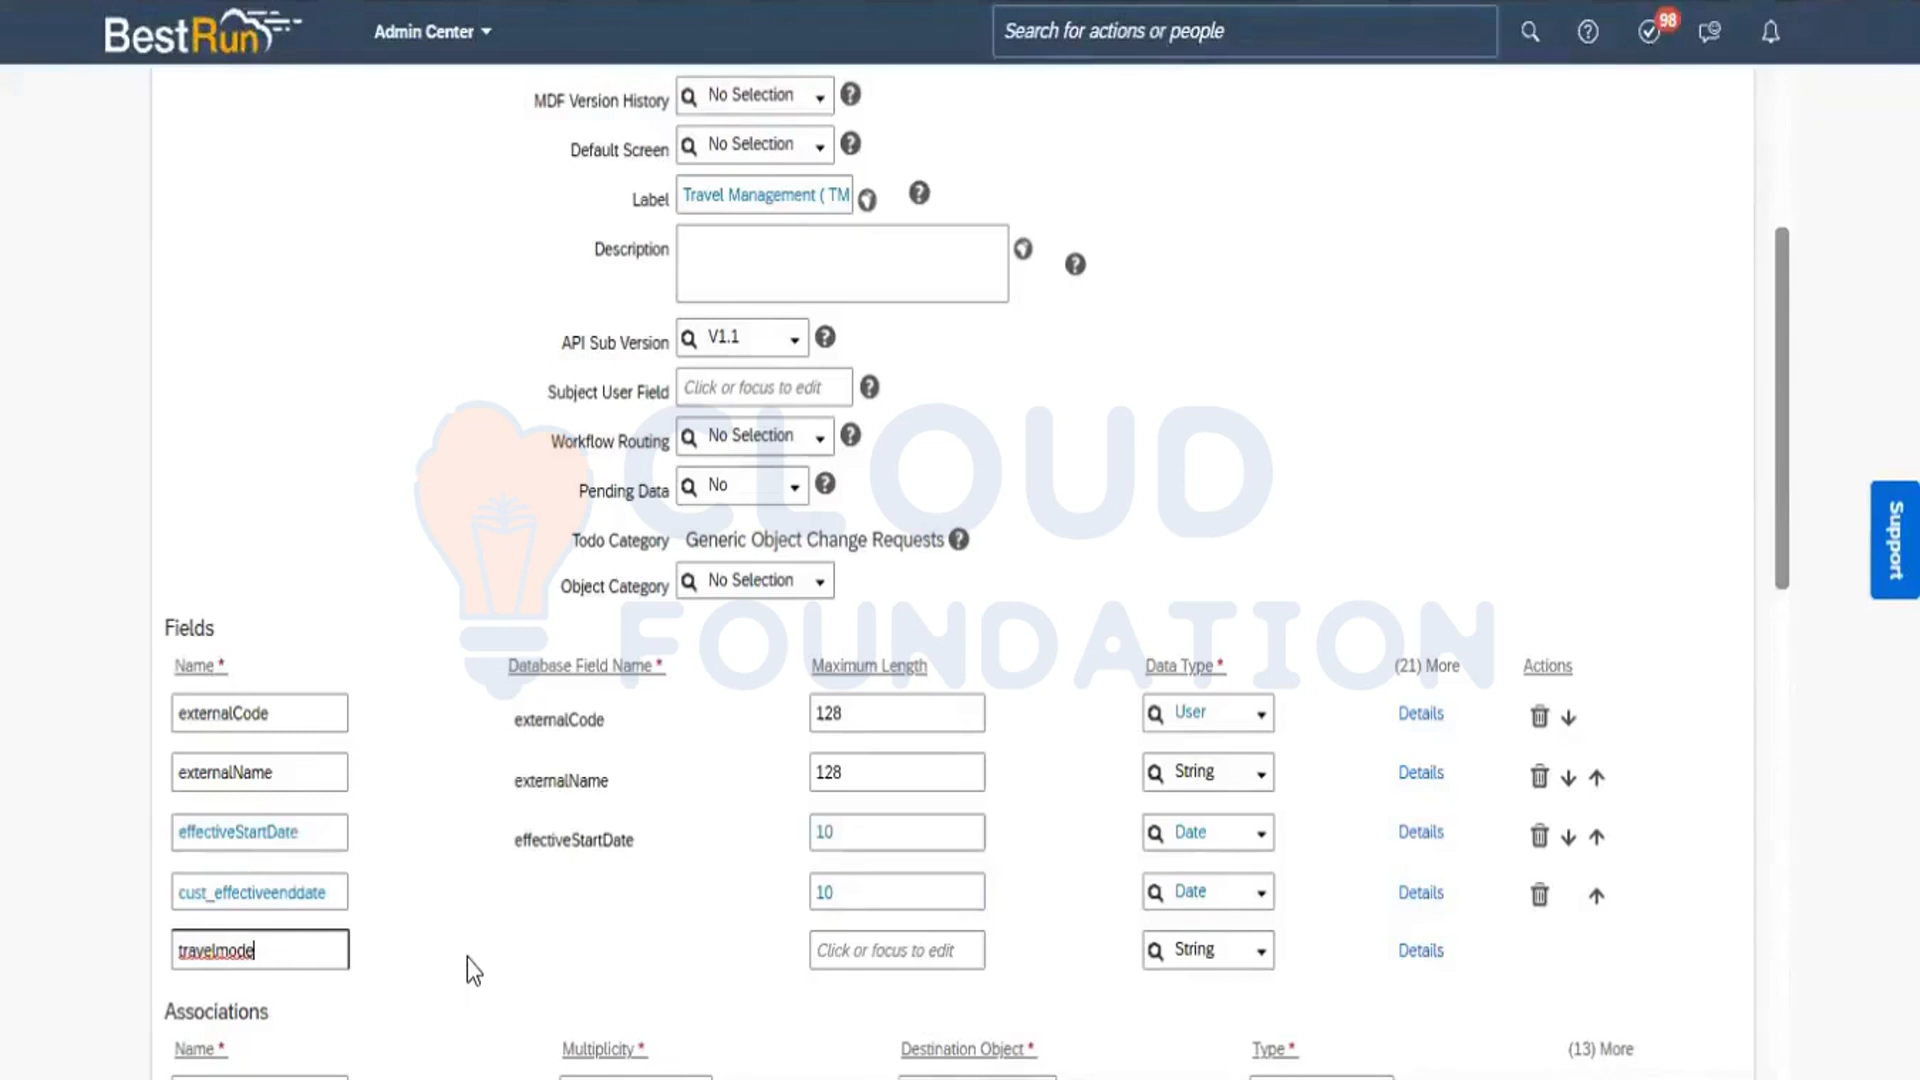 BestRun Admin Center Search for actions or people 98
MDF Version History No Selection ?
Default Screen No Selection ?
Label Travel Management ( TM ?
Description ?
API Sub Version V1.1 ?
Subject User Field Click or focus to edit ?
Workflow Routing No Selection ?
Pending Data No ?
Todo Category Generic Object Change Requests ?
Object Category No Selection
CLOUD
FOUNDATION
Support
Fields
Name * Database Field Name * Maximum Length Data Type * (21) More Actions
externalCode externalCode 128 User Details
externalName externalName 128 String Details
effectiveStartDate effectiveStartDate 10 Date Details
cust_effectiveenddate 10 Date Details
travelmode Click or focus to edit String Details
Associations
Name * Multiplicity * Destination Object * Type * (13) More